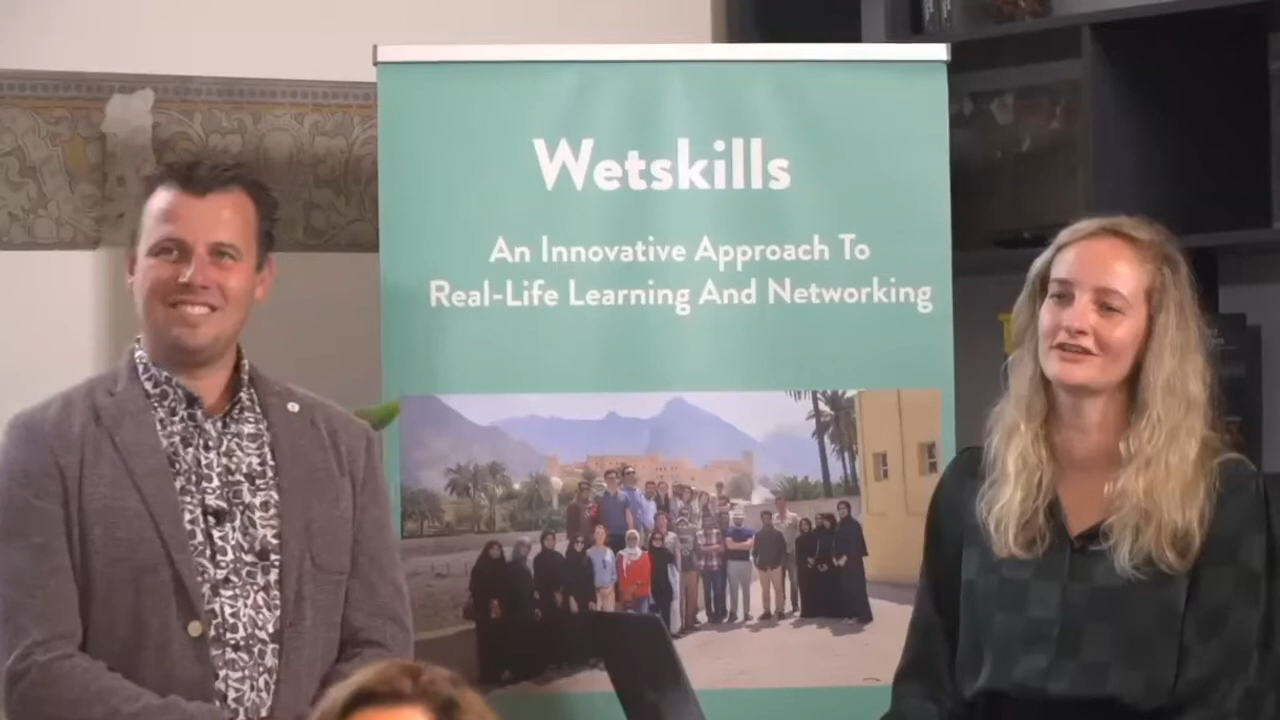 Wetskills
An Innovative Approach To
Real-Life Learning And Networking